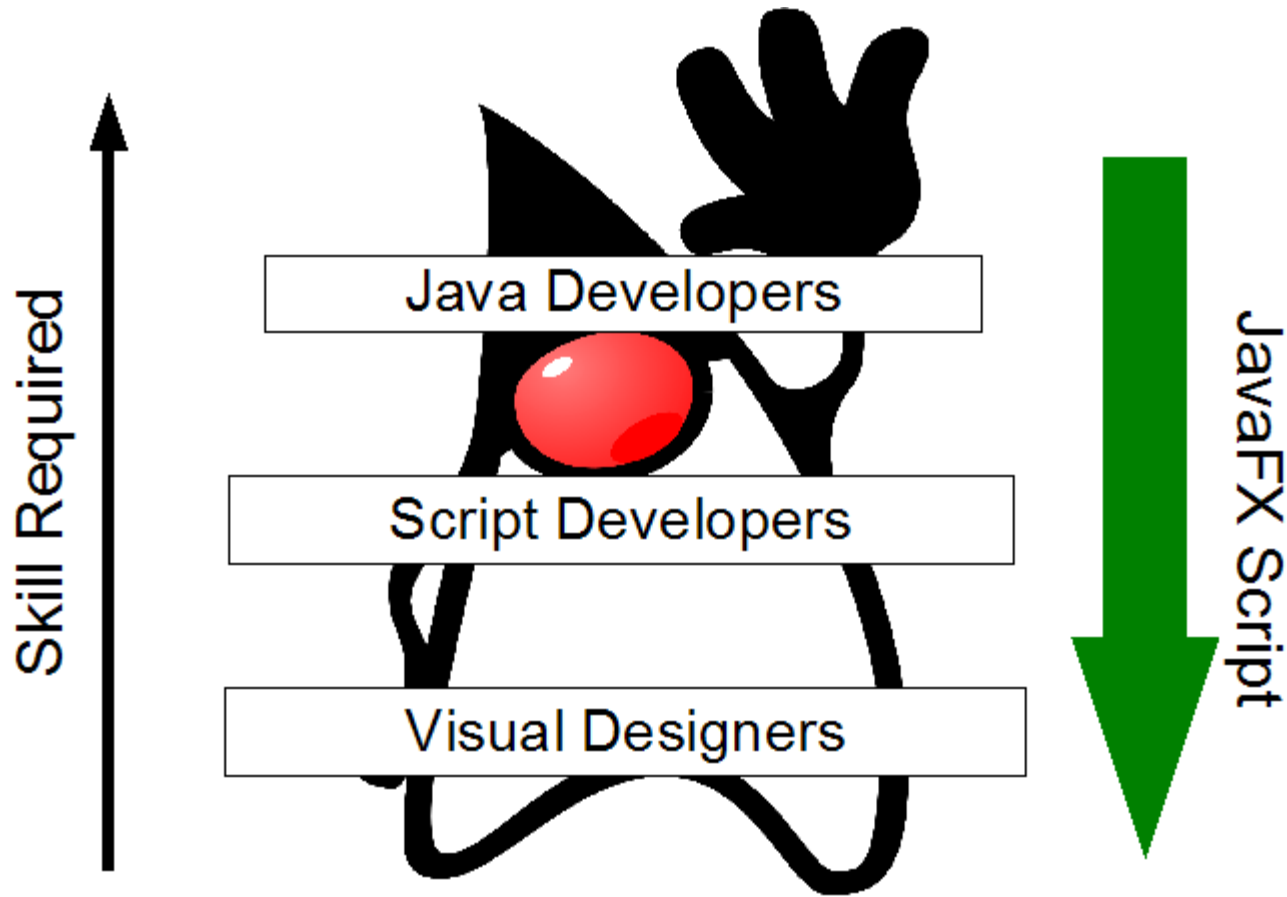 Skill Required
Java Developers
Script Developers
Visual Designers
JavaFX Script